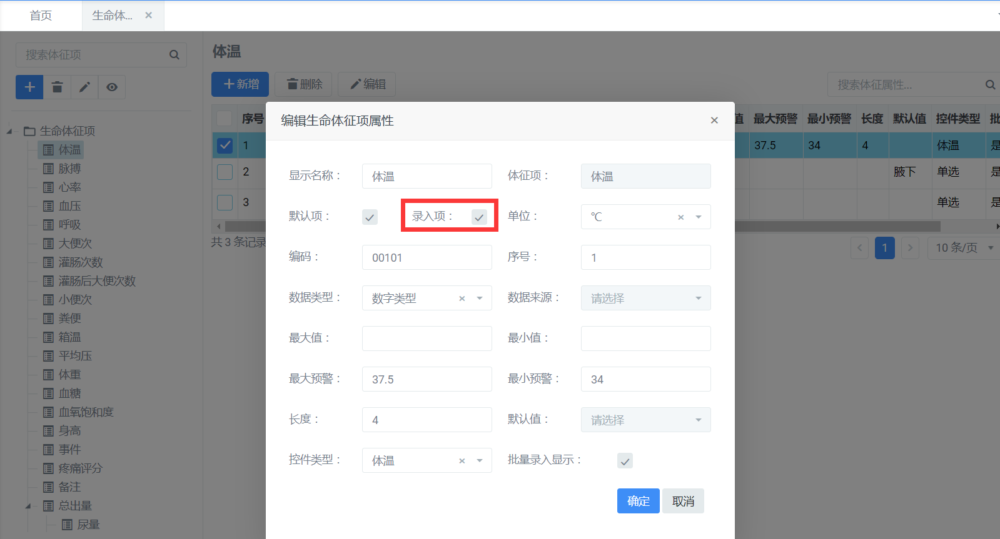 首页
生命体...
搜索体征项
生命体征项
体温
脉搏
心率
血压
呼吸
大便次
灌肠次数
灌肠后大便次数
小便次
粪便
箱温
平均压
体重
血糖
血氧饱和度
身高
事件
疼痛评分
备注
总出量
尿量
体温
新增 删除 编辑
搜索体征属性...
序号 值 最大预警 最小预警 长度 默认值 控件类型 批
1 37.5 34 4 体温 是
2 腋下 单选 是
3 单选 是
共 3 条记录
1 10 条/页
编辑生命体征项属性
显示名称： 体温 体征项： 体温
默认项： 录入项： 单位： ℃
编码： 00101 序号： 1
数据类型： 数字类型 数据来源： 请选择
最大值： 最小值：
最大预警： 37.5 最小预警： 34
长度： 4 默认值： 请选择
控件类型： 体温 批量录入显示：
确定 取消